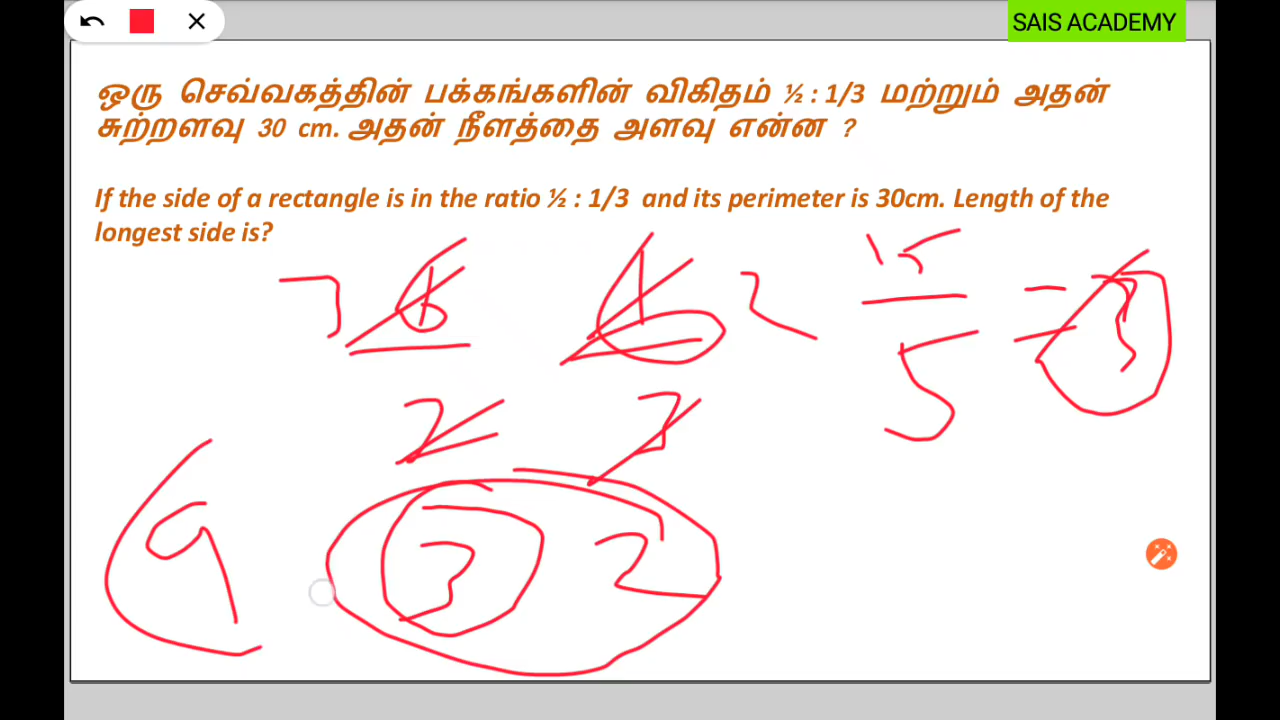 SAIS ACADEMY
ஒரு செவ்வகத்தின் பக்கங்களின் விகிதம் ½ : 1/3 மற்றும் அதன்
சுற்றளவு 30 cm. அதன் நீளத்தை அளவு என்ன ?
If the side of a rectangle is in the ratio ½ : 1/3 and its perimeter is 30cm. Length of the
longest side is?
2
15
5
= 3
2 3
9
3 2